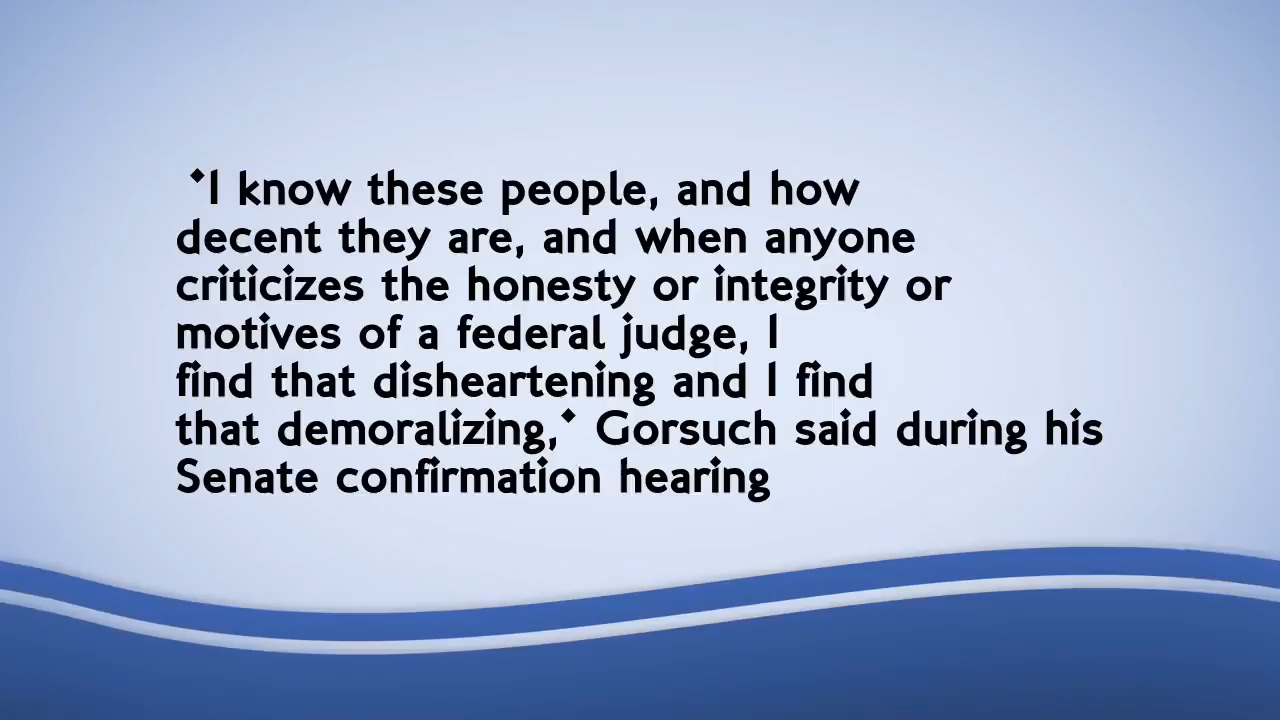 "I know these people, and how
decent they are, and when anyone
criticizes the honesty or integrity or
motives of a federal judge, I
find that disheartening and I find
that demoralizing," Gorsuch said during his
Senate confirmation hearing